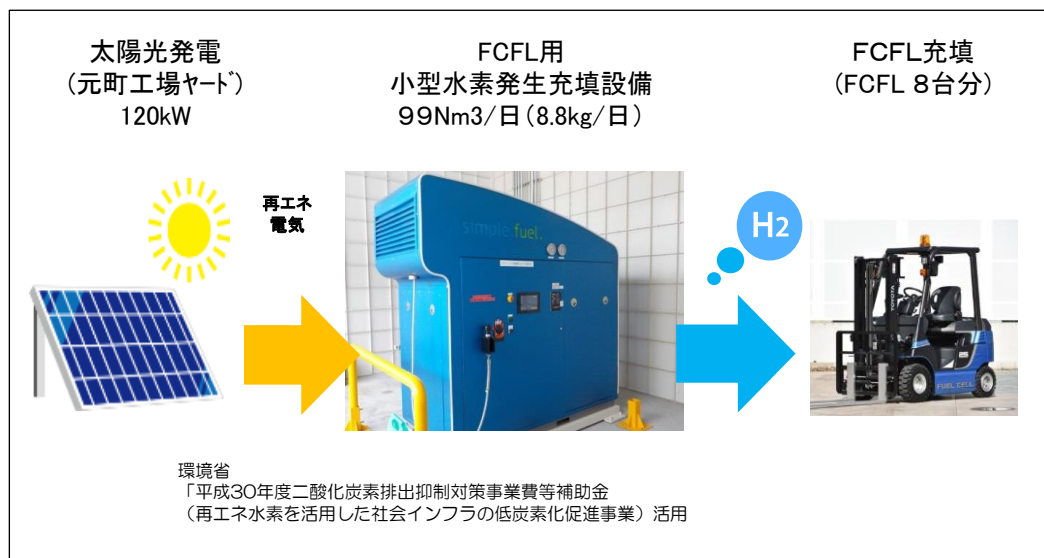 太陽光発電
(元町工場ヤード)
120kW
FCFL用
小型水素発生充填設備
99Nm3/日(8.8kg/日)
FCFL充填
(FCFL 8台分)
再エネ
電気
simple.fuel.
H2
TOYOTA
FUEL CELL
環境省
「平成30年度二酸化炭素排出抑制対策事業費等補助金
(再エネ水素を活用した社会インフラの低炭素化促進事業)活用